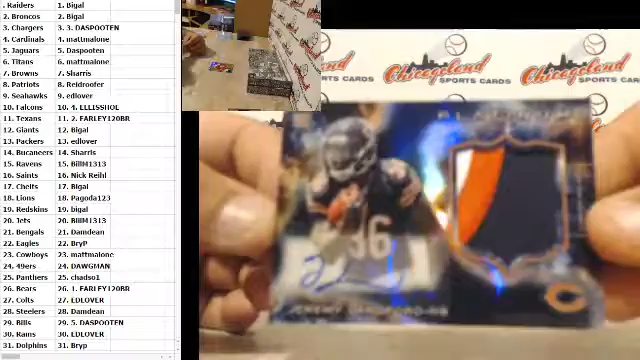 . Raiders 1. Bigal
2. Broncos 2. Bigal
3. Chargers 3. 3. DASPOOTEN
4. Cardinals 4. mattmalone
5. Jaguars 5. Daspooten
6. Titans 6. mattmalone
7. Browns 7. Sharris
8. Patriots 8. Reidroofer
9. Seahawks 9. edlover
10. Falcons 10. 4. ELLISSHOE
11. Texans 11. 2. FARLEY120BR
12. Giants 12. Bigal
13. Packers 13. edlover
14. Bucaneers 14. Sharris
15. Ravens 15. BillM1313
16. Saints 16. Nick Reihl
17. Cheifs 17. Bigal
18. Lions 18. Pagoda123
19. Redskins 19. bigal
20. Jets 20. BillM1313
21. Bengals 21. Damdean
22. Eagles 22. BryP
23. Cowboys 23. mattmalone
24. 49ers 24. DAWGMAN
25. Panthers 25. chadso1
26. Bears 26. 1. FARLEY120BR
27. Colts 27. EDLOVER
28. Steelers 28. Damdean
29. Bills 29. 5. DASPOOTEN
30. Rams 30. EDLOVER
31. Dolphins 31. Bryp
Chicagoland
SPORTS CARDS
Chicagoland
SPORTS CARDS